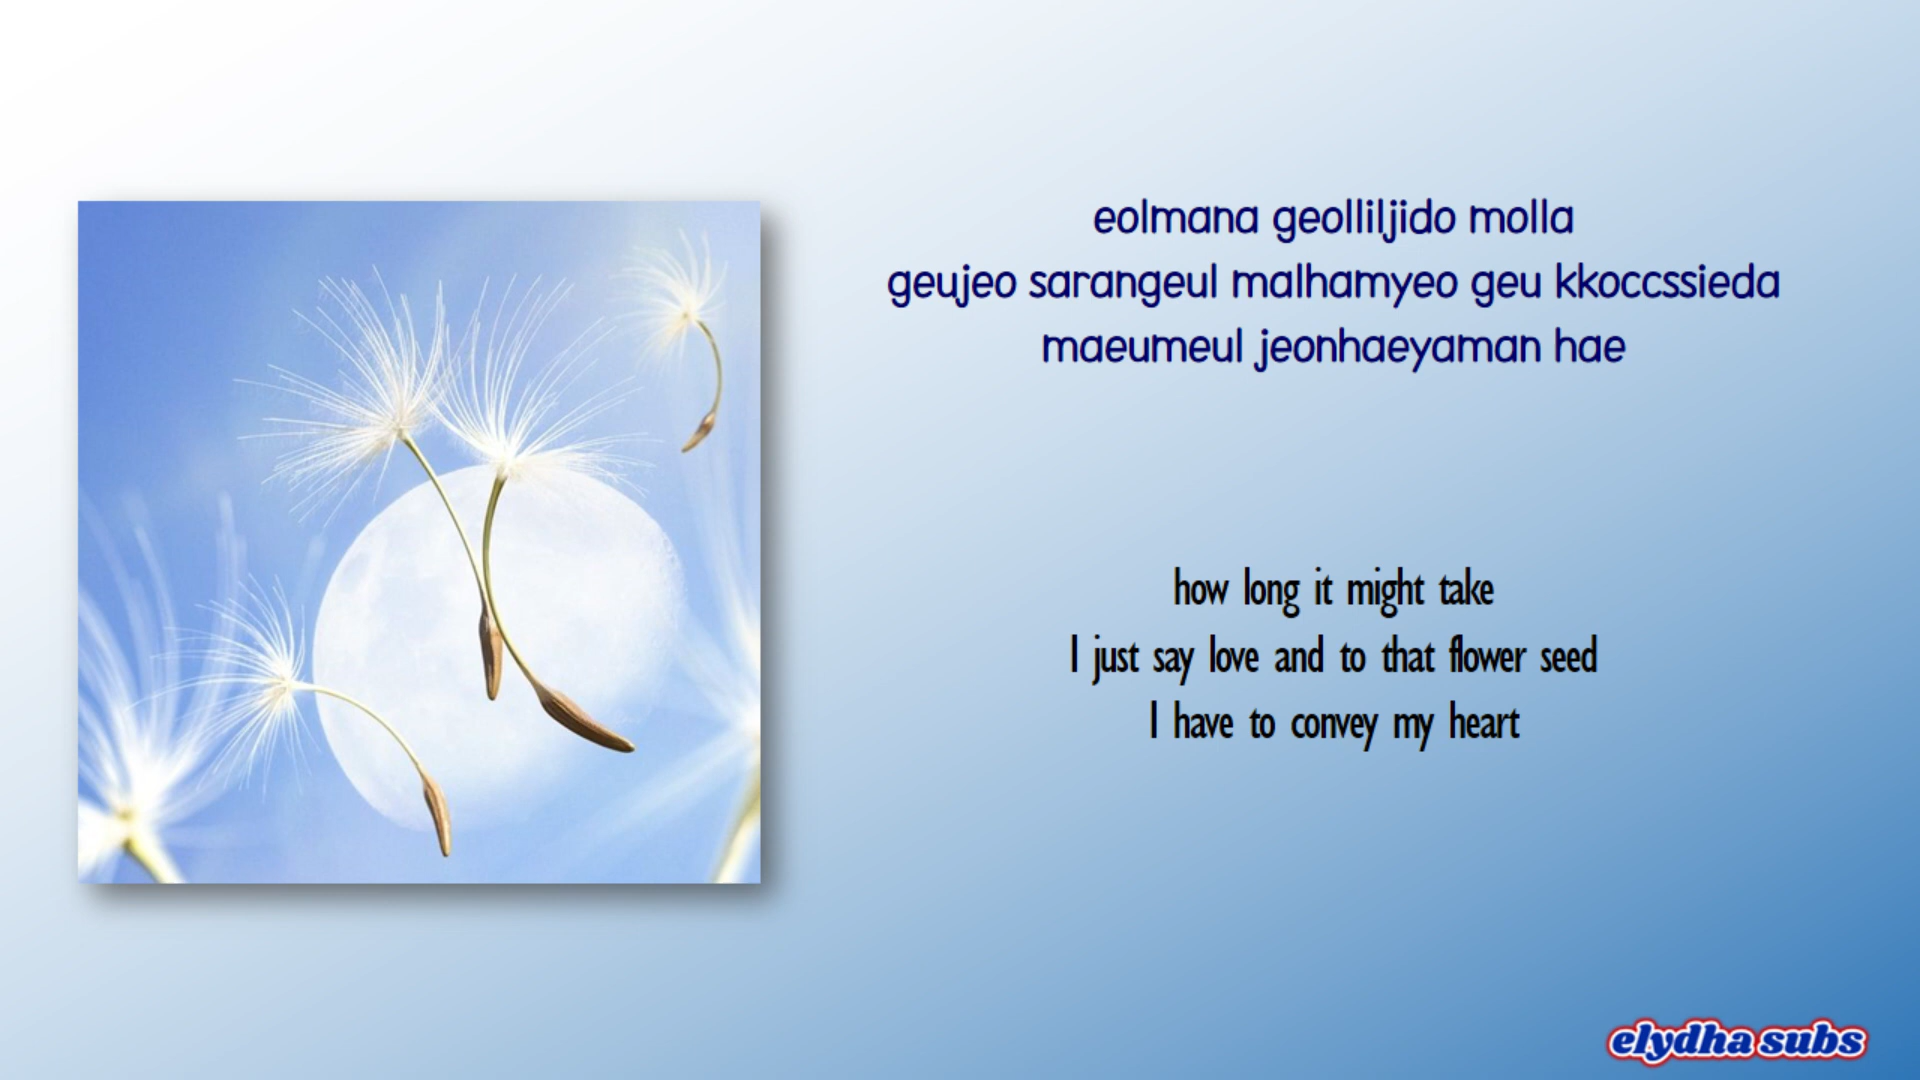 eolmana geolliljido molla
geujeo sarangeul malhamyeo geu kkoccssieda
maeumeul jeonhaeyaman hae
how long it might take
I just say love and to that flower seed
I have to convey my heart
elydha subs